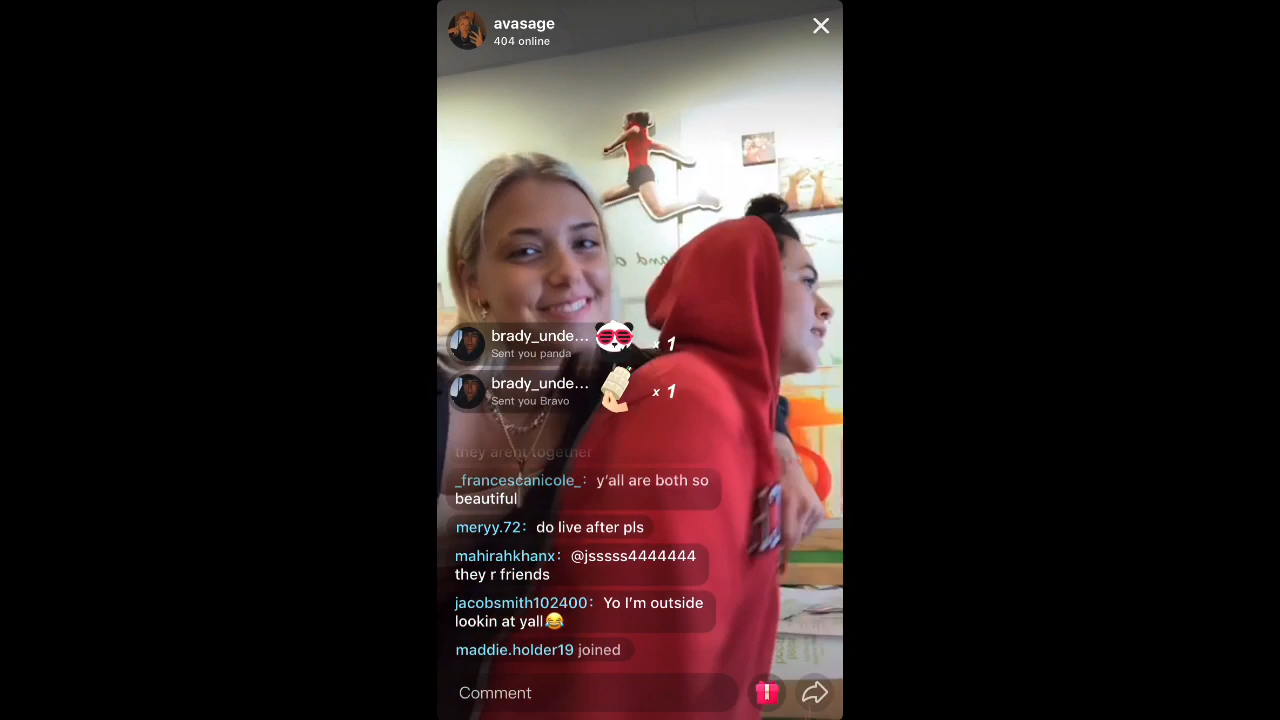 avasage
404 online
brady_unde...
x 1
Sent you panda
brady_unde...
x 1
Sent you Bravo
they arent together
_francescanicole_: y'all are both so
beautiful
meryy.72: do live after pls
mahirahkhanx: @jsssss4444444
they r friends
jacobsmith102400: Yo I'm outside
lookin at yall😂
maddie.holder19 joined
Comment